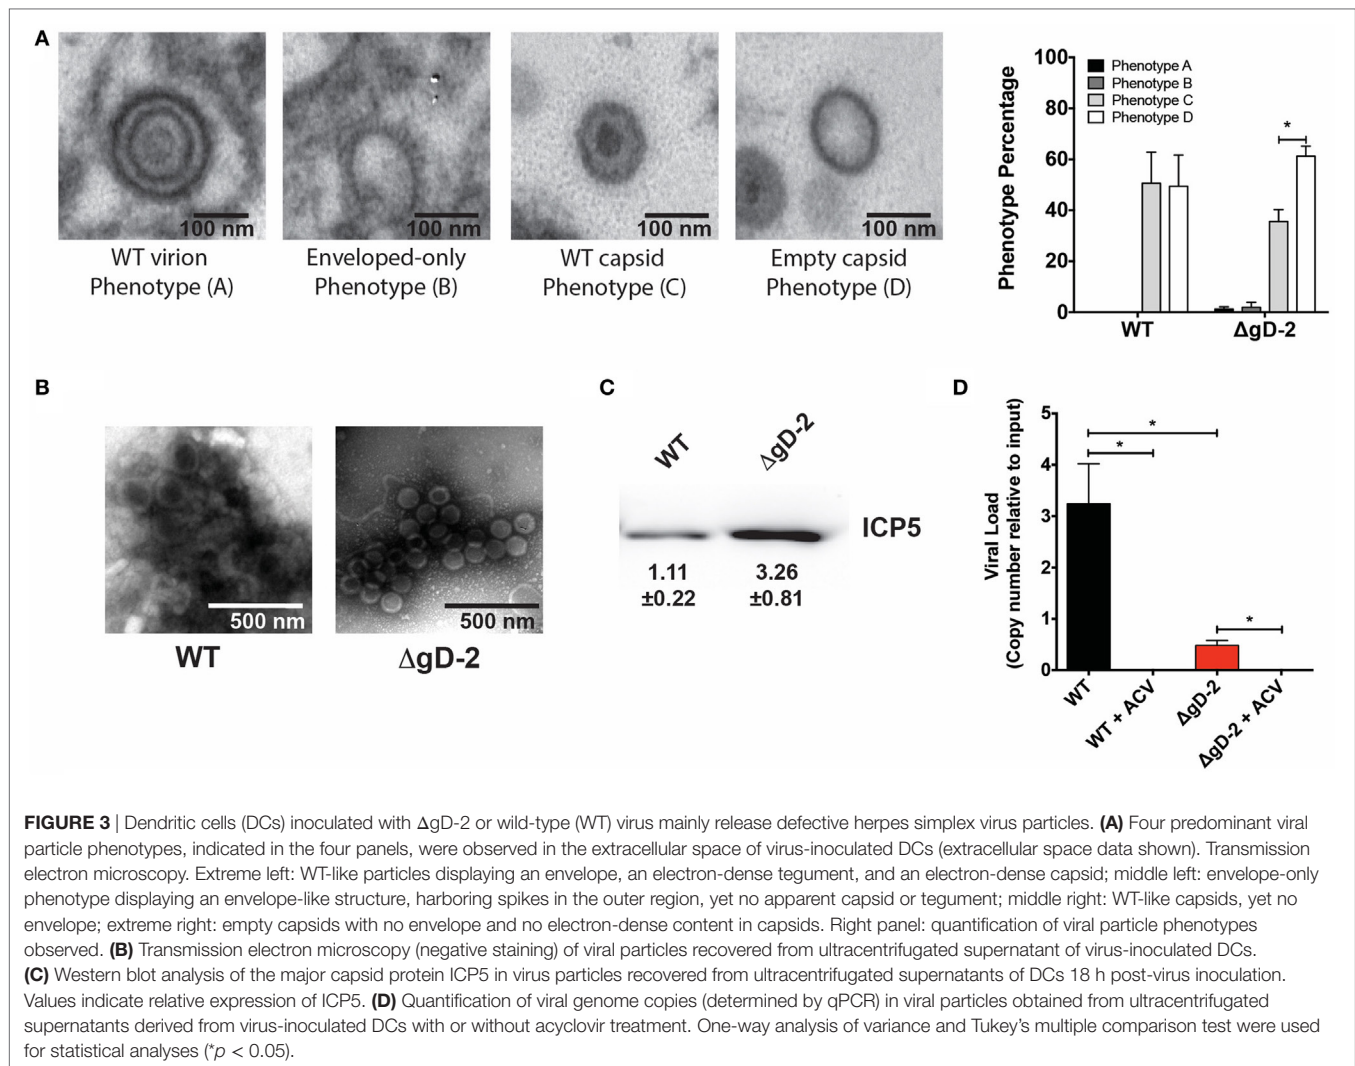 A
100 nm
WT virion
Phenotype (A)
100 nm
Enveloped-only
Phenotype (B)
100 nm
WT capsid
Phenotype (C)
100 nm
Empty capsid
Phenotype (D)
Phenotype Percentage
100
80
60
40
20
0
Phenotype A
Phenotype B
Phenotype C
Phenotype D
*
WT
ΔgD-2
B
500 nm
WT
500 nm
ΔgD-2
C
WT
ΔgD-2
ICP5
1.11
±0.22
3.26
±0.81
D
Viral Load
(Copy number relative to input)
5
4
3
2
1
0
*
*
*
WT
WT + ACV
ΔgD-2
ΔgD-2 + ACV
FIGURE 3 | Dendritic cells (DCs) inoculated with ΔgD-2 or wild-type (WT) virus mainly release defective herpes simplex virus particles. (A) Four predominant viral
particle phenotypes, indicated in the four panels, were observed in the extracellular space of virus-inoculated DCs (extracellular space data shown). Transmission
electron microscopy. Extreme left: WT-like particles displaying an envelope, an electron-dense tegument, and an electron-dense capsid; middle left: envelope-only
phenotype displaying an envelope-like structure, harboring spikes in the outer region, yet no apparent capsid or tegument; middle right: WT-like capsids, yet no
envelope; extreme right: empty capsids with no envelope and no electron-dense content in capsids. Right panel: quantification of viral particle phenotypes
observed. (B) Transmission electron microscopy (negative staining) of viral particles recovered from ultracentrifugated supernatant of virus-inoculated DCs.
(C) Western blot analysis of the major capsid protein ICP5 in virus particles recovered from ultracentrifugated supernatants of DCs 18 h post-virus inoculation.
Values indicate relative expression of ICP5. (D) Quantification of viral genome copies (determined by qPCR) in viral particles obtained from ultracentrifugated
supernatants derived from virus-inoculated DCs with or without acyclovir treatment. One-way analysis of variance and Tukey's multiple comparison test were used
for statistical analyses (*p < 0.05).